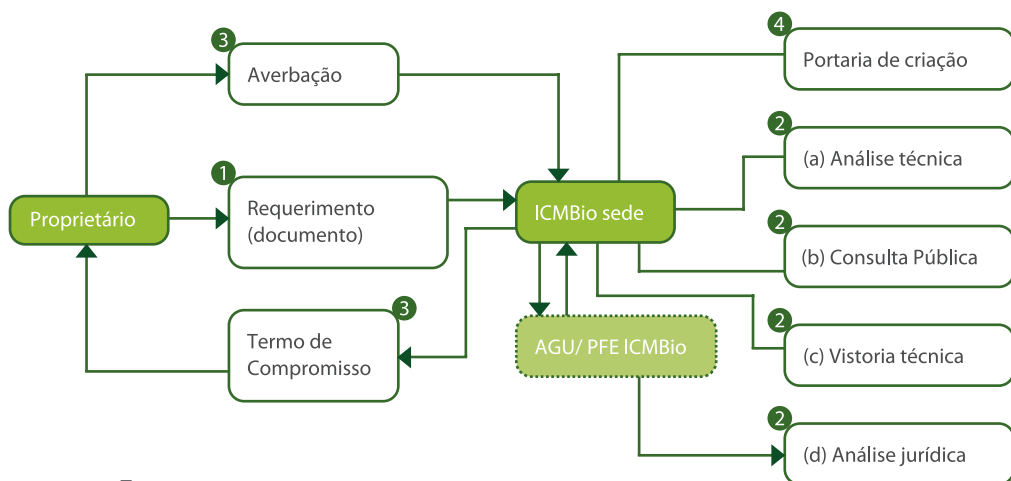 3
Averbação
1
Requerimento
(documento)
Proprietário
3
Termo de
Compromisso
ICMBio sede
AGU/ PFE ICMBio
4
Portaria de criação
2
(a) Análise técnica
2
(b) Consulta Pública
2
(c) Vistoria técnica
2
(d) Análise jurídica